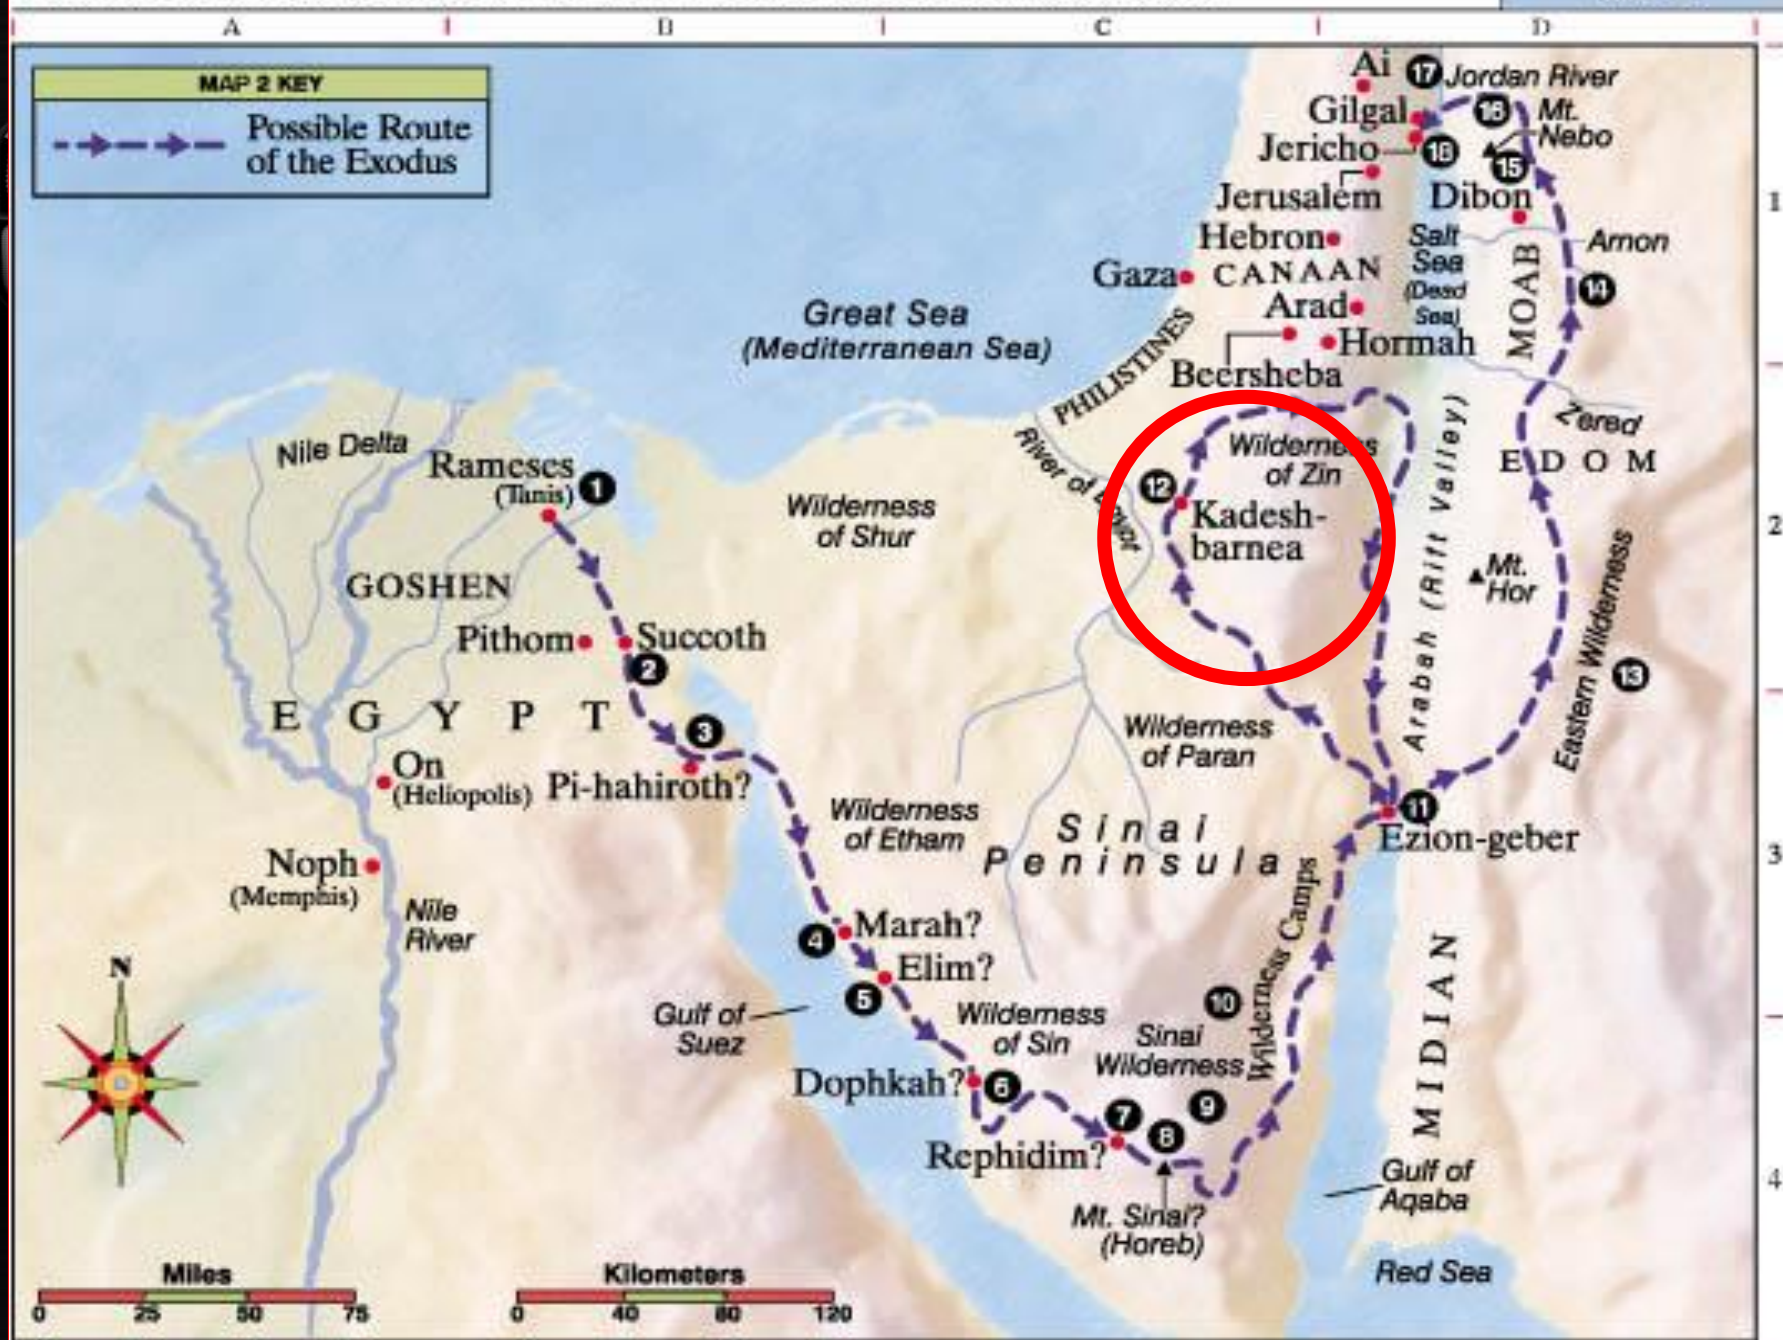 A B C D
MAP 2 KEY
Possible Route
of the Exodus
Ai
17
Jordan River
Gilgal
16
Mt.
Nebo
Jericho
18
15
1
Jerusalem
Dibon
Hebron
Salt
Sea
(Dead
Sea)
Arnon
Gaza
CANAAN
MOAB
14
Arad
Great Sea
(Mediterranean Sea)
PHILISTINES
Hormah
Beersheba
Zered
Nile Delta
Rameses
(Tanis)
1
River of
Wilderness
of Zin
EDOM
12
Wilderness
of Shur
Kadesh-
barnea
2
Arabah (Rift Valley)
GOSHEN
Mt.
Hor
Eastern Wilderness
Pithom
Succoth
2
13
EGYPT
3
Wilderness
of Paran
On
(Heliopolis)
Pi-hahiroth?
Wilderness
of Etham
Sinai
Peninsula
11
Ezion-geber
3
Noph
(Memphis)
Nile
River
Marah?
4
Wilderness Camps
N
Elim?
5
MIDIAN
10
Gulf of
Suez
Wilderness
of Sin
Sinai
Wilderness
Dophkah?
6
7
8
9
Rephidim?
Gulf of
Aqaba
4
Mt. Sinai?
(Horeb)
Miles
0 25 50 75
Kilometers
0 40 80 120
Red Sea